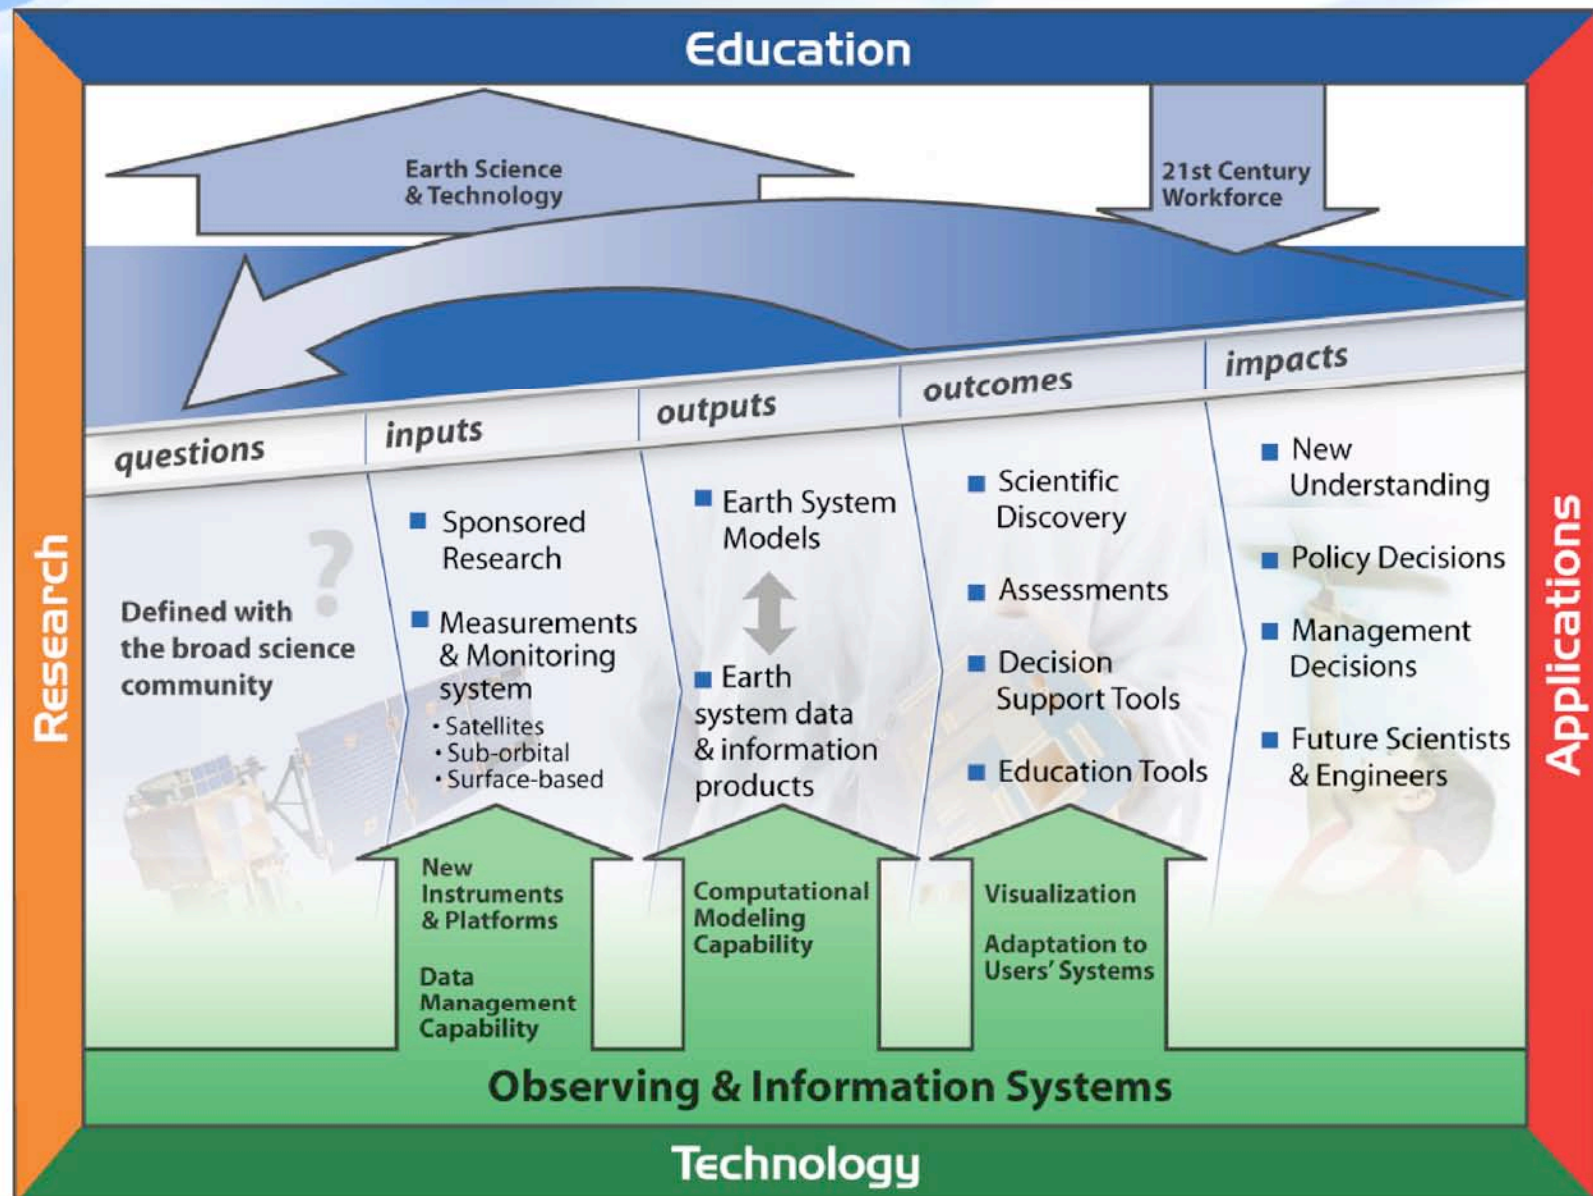 Education
Earth Science
& Technology
21st Century
Workforce
questions
inputs
outputs
outcomes
impacts
Research
Defined with
the broad science
community
?
Sponsored
Research
Measurements
& Monitoring
system
• Satellites
• Sub-orbital
• Surface-based
Earth System
Models
Earth
system data
& information
products
Scientific
Discovery
Assessments
Decision
Support Tools
Education Tools
New
Understanding
Policy Decisions
Management
Decisions
Future Scientists
& Engineers
Applications
New
Instruments
& Platforms
Data
Management
Capability
Computational
Modeling
Capability
Visualization
Adaptation to
Users' Systems
Observing & Information Systems
Technology